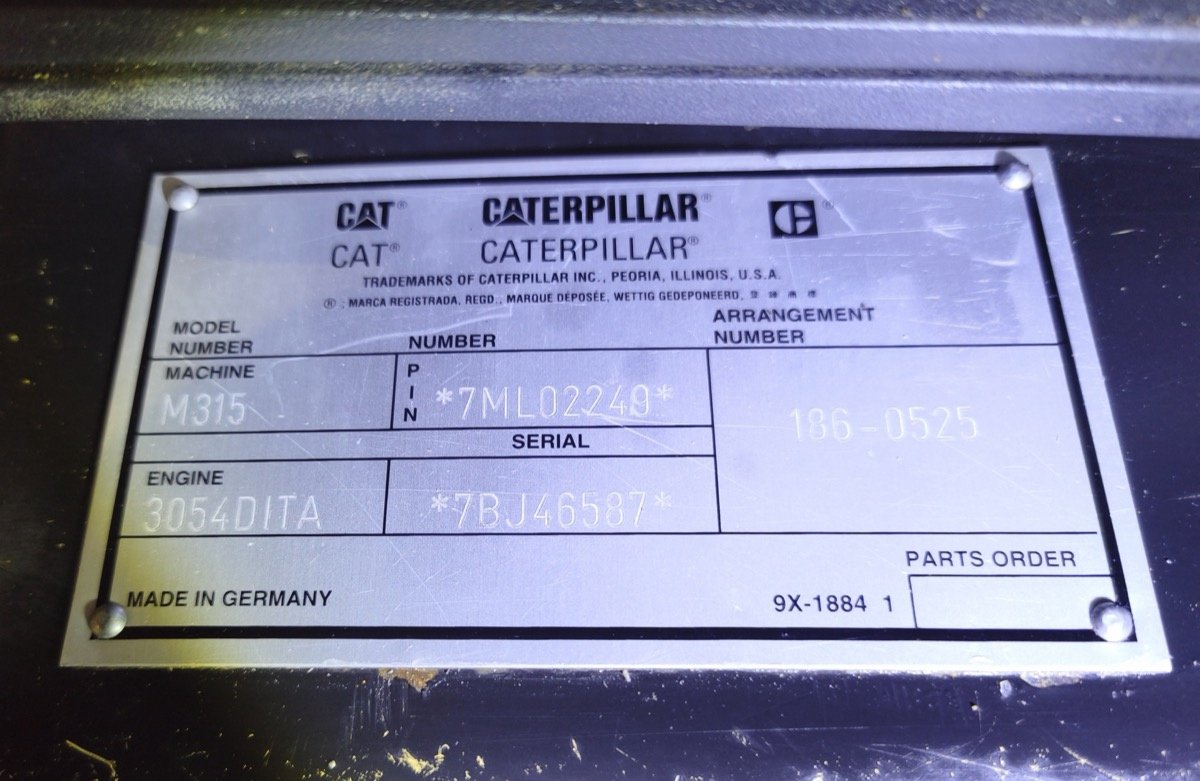 CAT® CATERPILLAR® CE®
CAT® CATERPILLAR®
TRADEMARKS OF CATERPILLAR INC., PEORIA, ILLINOIS, U.S.A.
®, MARCA REGISTRADA, REGD., MARQUE DEPOSÉE, WETTIG GEDEPONEERD,
MODEL NUMBER
NUMBER
ARRANGEMENT NUMBER
MACHINE
M315
PIN
*7ML02249*
186-0525
SERIAL
ENGINE
3054DITA
*7BJ46587*
PARTS ORDER
MADE IN GERMANY
9X-1884 1